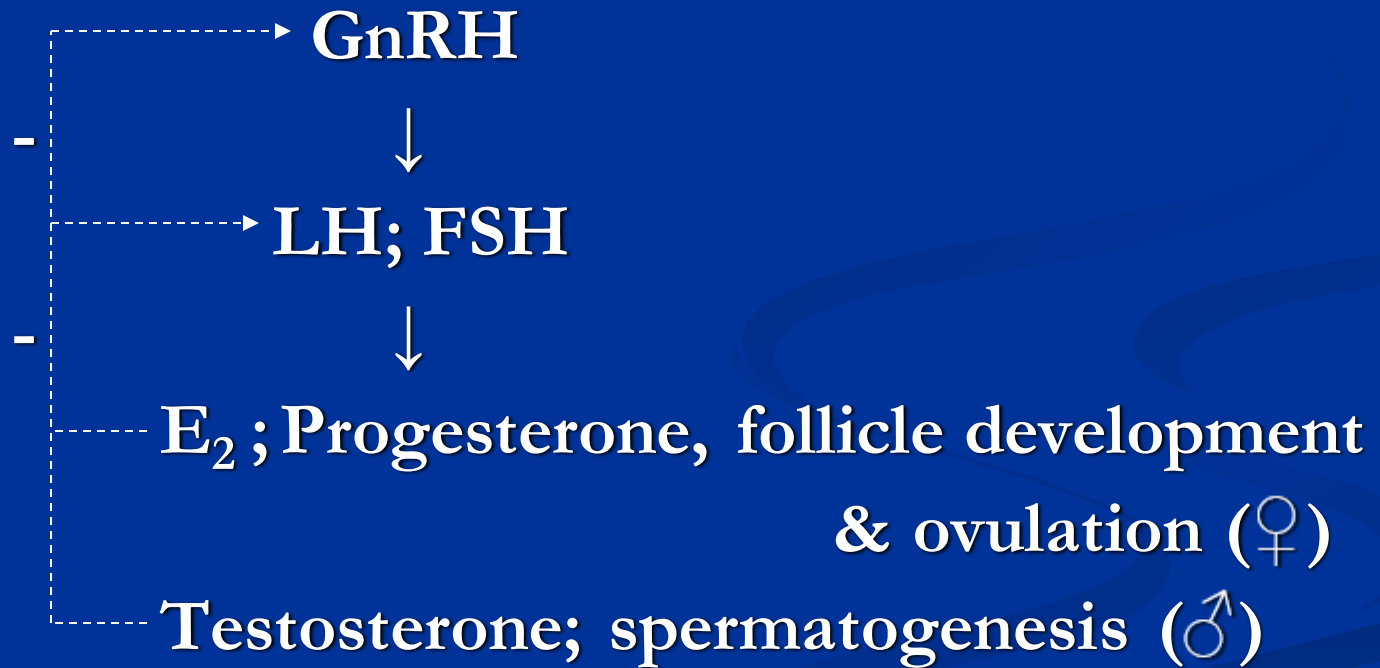 GnRH
-
↓
LH; FSH
-
↓
E₂ ; Progesterone, follicle development
& ovulation (♀)
Testosterone; spermatogenesis (♂)